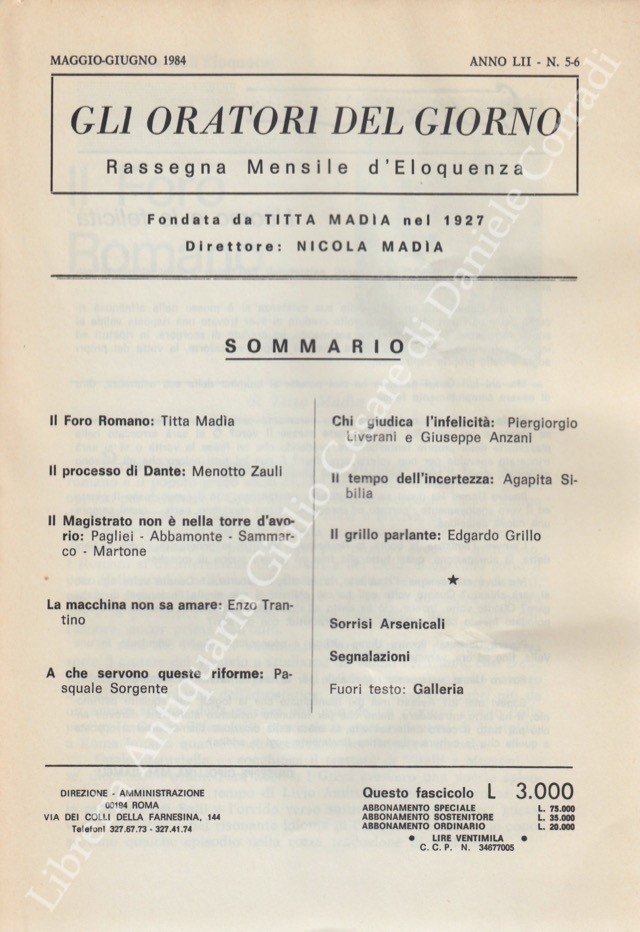 MAGGIO-GIUGNO 1984
ANNO LII - N. 5-6
GLI ORATORI DEL GIORNO
Rassegna Mensile d'Eloquenza
Fondata da TITTA MADÌA nel 1927
Direttore: NICOLA MADÌA
SOMMARIO
Il Foro Romano: Titta Madìa
Il processo di Dante: Menotto Zauli
Il Magistrato non è nella torre d'avo-
rio: Pagliei - Abbamonte - Sammar-
co - Martone
La macchina non sa amare: Enzo Tran-
tino
A che servono queste riforme: Pa-
squale Sorgente
Chi giudica l'infelicità: Piergiorgio
Liverani e Giuseppe Anzani
Il tempo dell'incertezza: Agapita Si-
bilia
Il grillo parlante: Edgardo Grillo
★
Sorrisi Arsenicali
Segnalazioni
Fuori testo: Galleria
DIREZIONE - AMMINISTRAZIONE
00194 ROMA
VIA DEI COLLI DELLA FARNESINA, 144
Telefoni 327.67.73 - 327.41.74
Questo fascicolo L 3.000
ABBONAMENTO SPECIALE L. 75.000
ABBONAMENTO SOSTENITORE L. 35.000
ABBONAMENTO ORDINARIO L. 20.000
● LIRE VENTIMILA ●
C. C. P. N. 34677005
Libreria Antiquaria Giulio Cesare di Daniele Corradi